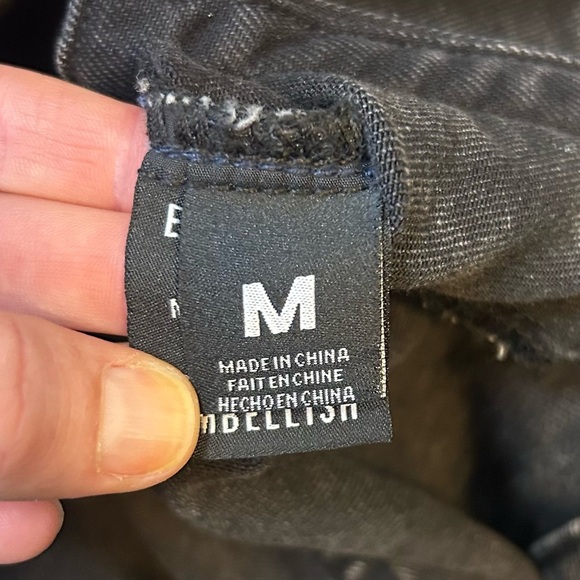 M
MADE IN CHINA
FAIT EN CHINE
HECHO EN CHINA
MBELLISH